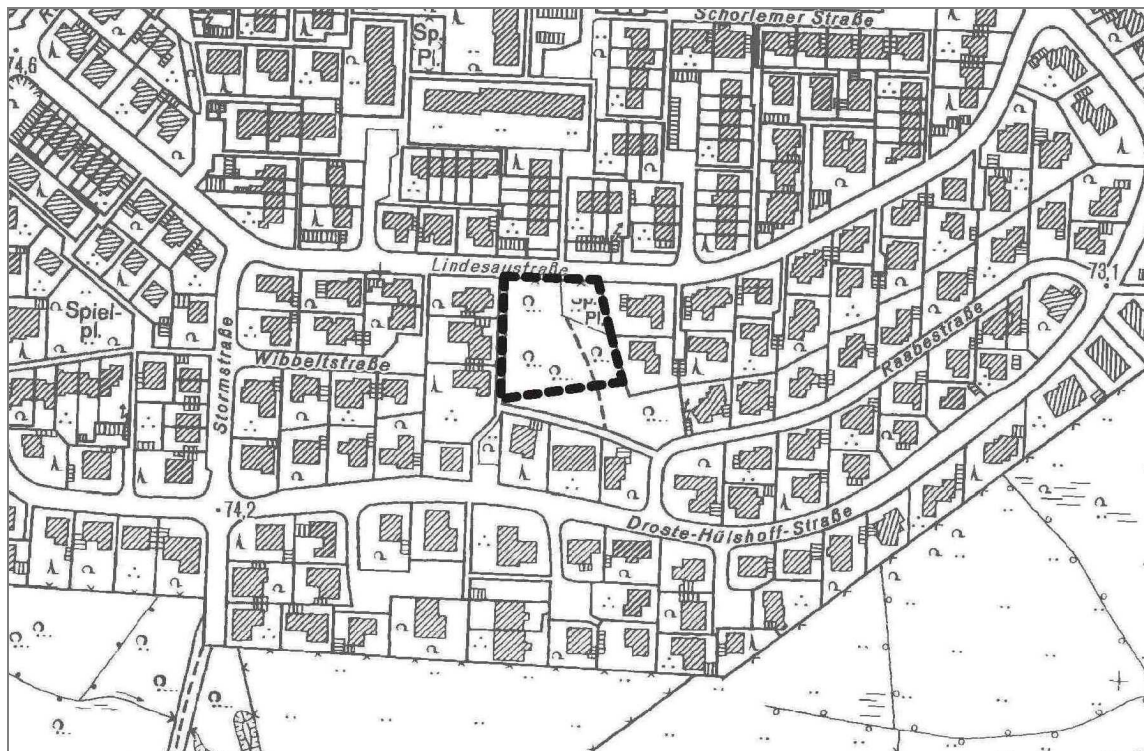 Schorlemer Straße
Sp.
Pl.
74,6
Lindesaustraße
73,1
Sp.
Pl.
Spiel-
pl.
Stormstraße
Wibbeltstraße
Raabestraße
74,2
Droste-Hülshoff-Straße